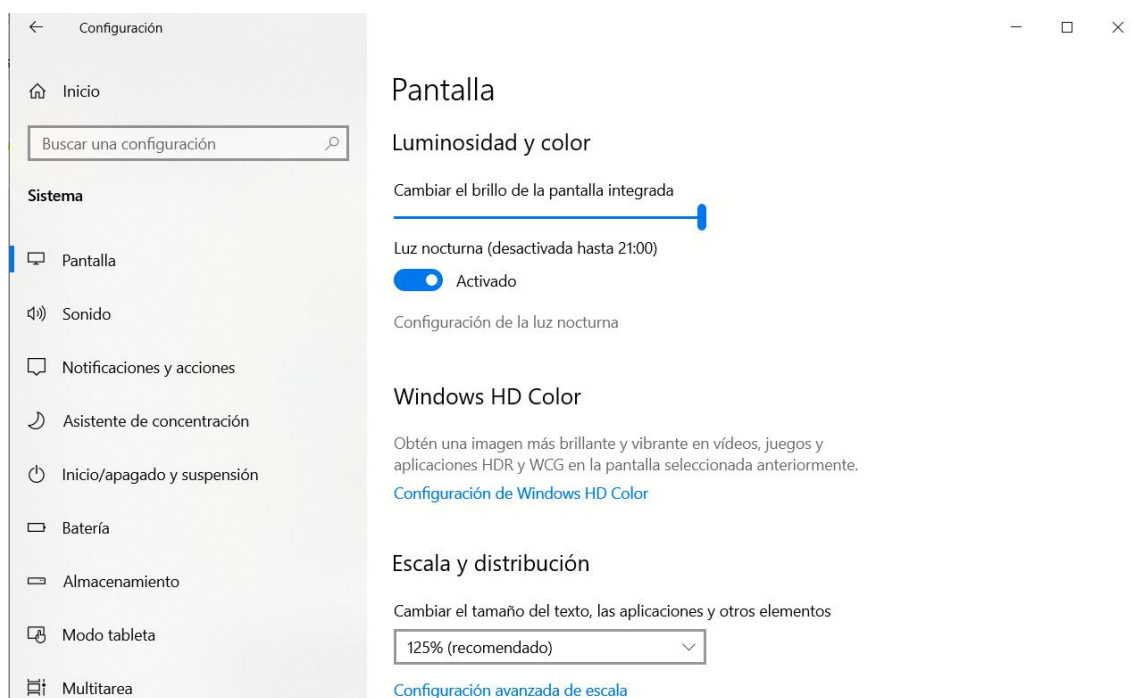 Configuración
Inicio
Buscar una configuración
Sistema
Pantalla
Sonido
Notificaciones y acciones
Asistente de concentración
Inicio/apagado y suspensión
Batería
Almacenamiento
Modo tableta
Multitarea
Pantalla
Luminosidad y color
Cambiar el brillo de la pantalla integrada
Luz nocturna (desactivada hasta 21:00)
Activado
Configuración de la luz nocturna
Windows HD Color
Obtén una imagen más brillante y vibrante en vídeos, juegos y
aplicaciones HDR y WCG en la pantalla seleccionada anteriormente.
Configuración de Windows HD Color
Escala y distribución
Cambiar el tamaño del texto, las aplicaciones y otros elementos
125% (recomendado)
Configuración avanzada de escala